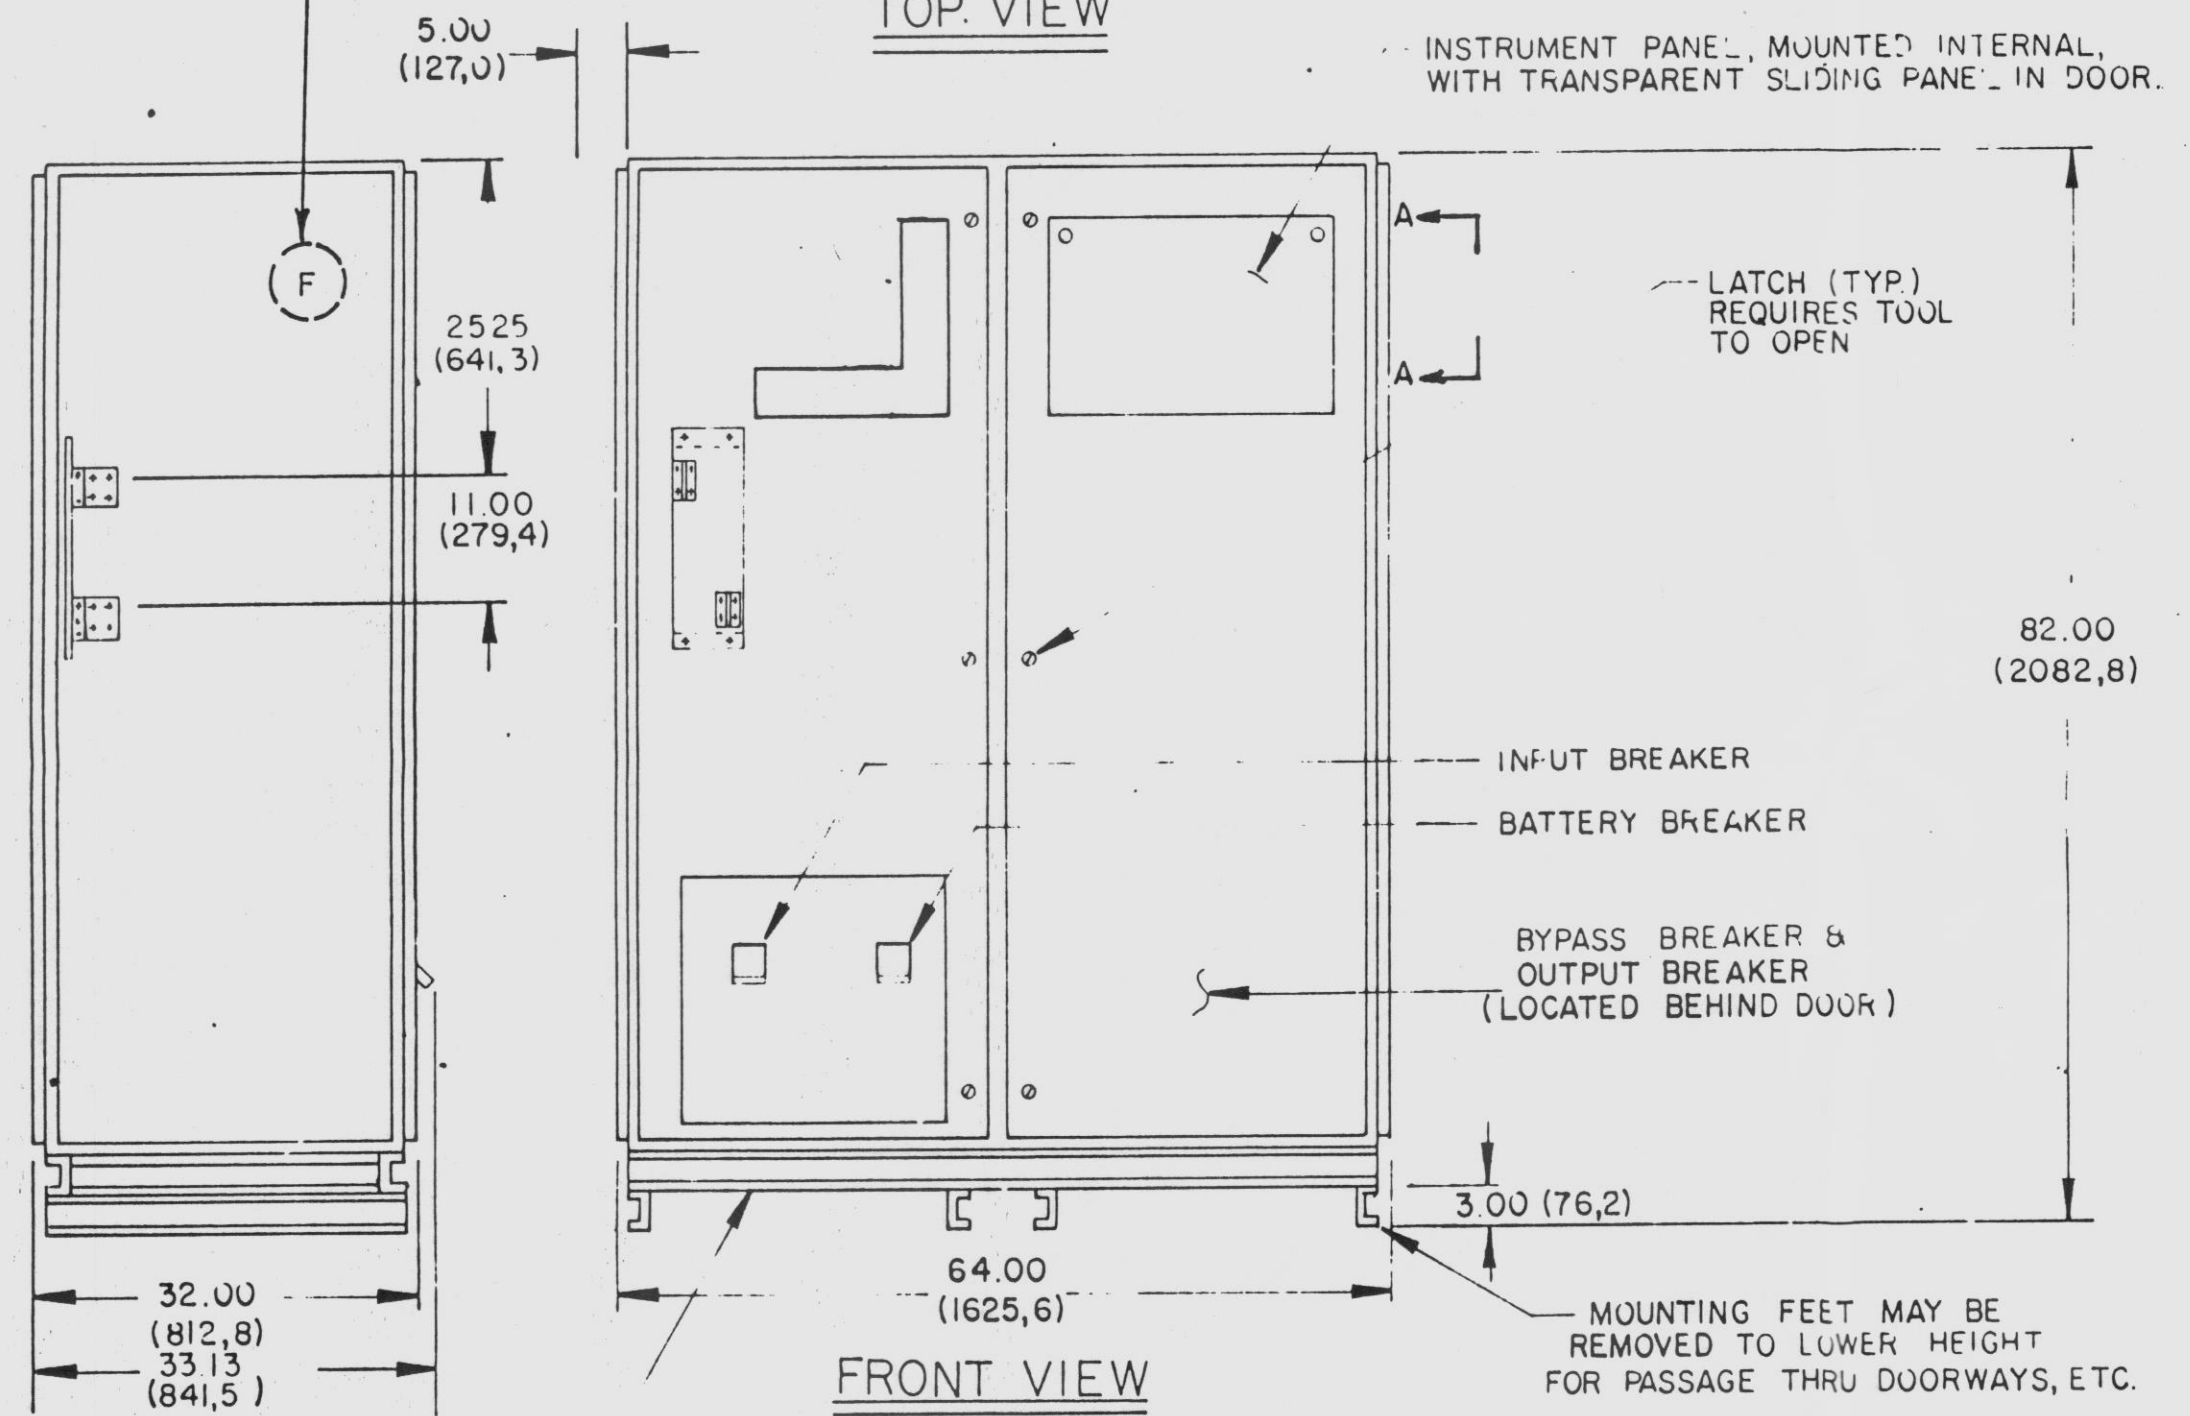 TOP. VIEW
5.00
(127,0)
INSTRUMENT PANEL, MOUNTED INTERNAL,
WITH TRANSPARENT SLIDING PANEL IN DOOR.
A
F
LATCH (TYP.)
REQUIRES TOOL
TO OPEN
2525
(641,3)
A
11.00
(279,4)
82.00
(2082,8)
INPUT BREAKER
BATTERY BREAKER
BYPASS BREAKER &
OUTPUT BREAKER
(LOCATED BEHIND DOOR)
3.00 (76,2)
64.00
(1625,6)
32.00
(812,8)
33.13
(841,5)
MOUNTING FEET MAY BE
REMOVED TO LOWER HEIGHT
FOR PASSAGE THRU DOORWAYS, ETC.
FRONT VIEW